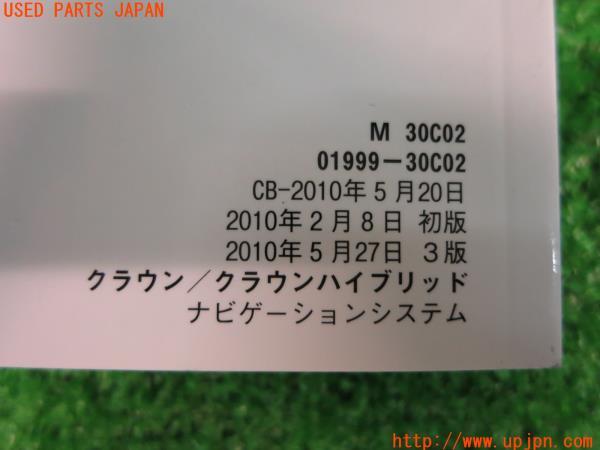 USED PARTS JAPAN
M 30C02
01999-30C02
CB-2010年5月20日
2010年2月8日 初版
2010年5月27日 3版
クラウン/クラウンハイブリッド
ナビゲーションシステム
http://www.upjpn.com/